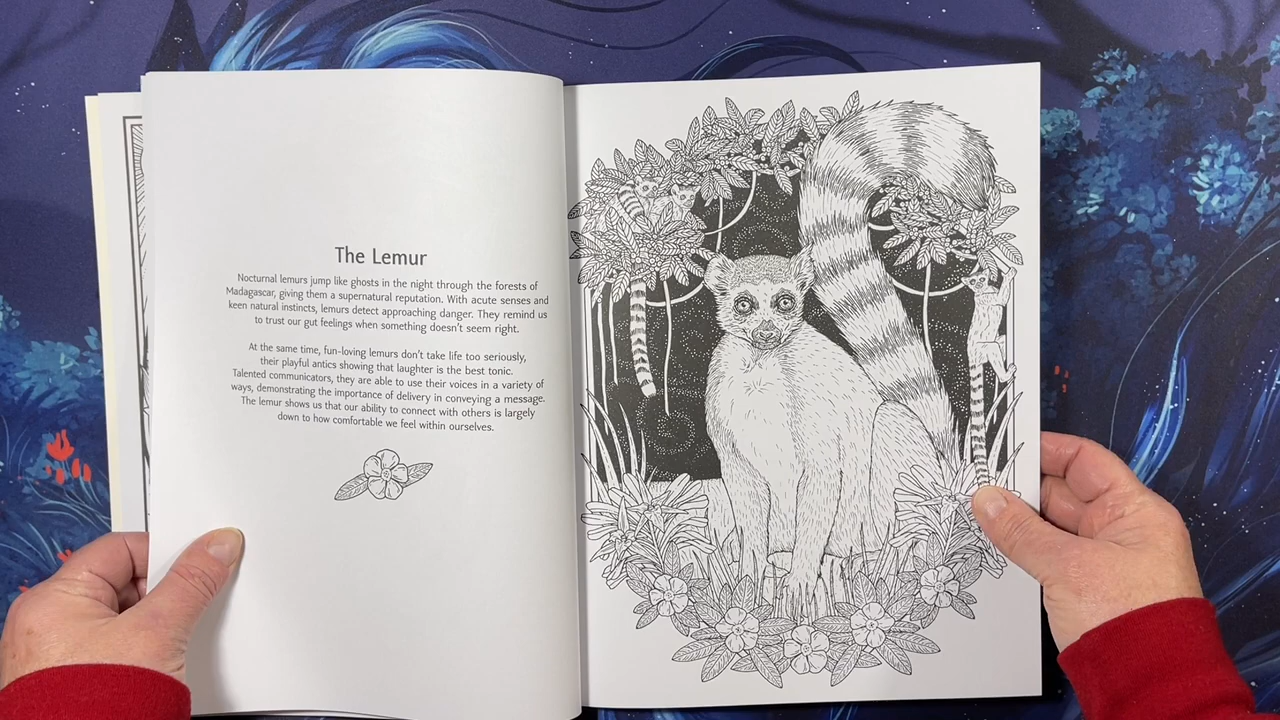 The Lemur
Nocturnal lemurs jump like ghosts in the night through the forests of
Madagascar, giving them a supernatural reputation. With acute senses and
keen natural instincts, lemurs detect approaching danger. They remind us
to trust our gut feelings when something doesn't seem right.
At the same time, fun-loving lemurs don't take life too seriously,
their playful antics showing that laughter is the best tonic.
Talented communicators, they are able to use their voices in a variety of
ways, demonstrating the importance of delivery in conveying a message.
The lemur shows us that our ability to connect with others is largely
down to how comfortable we feel within ourselves.